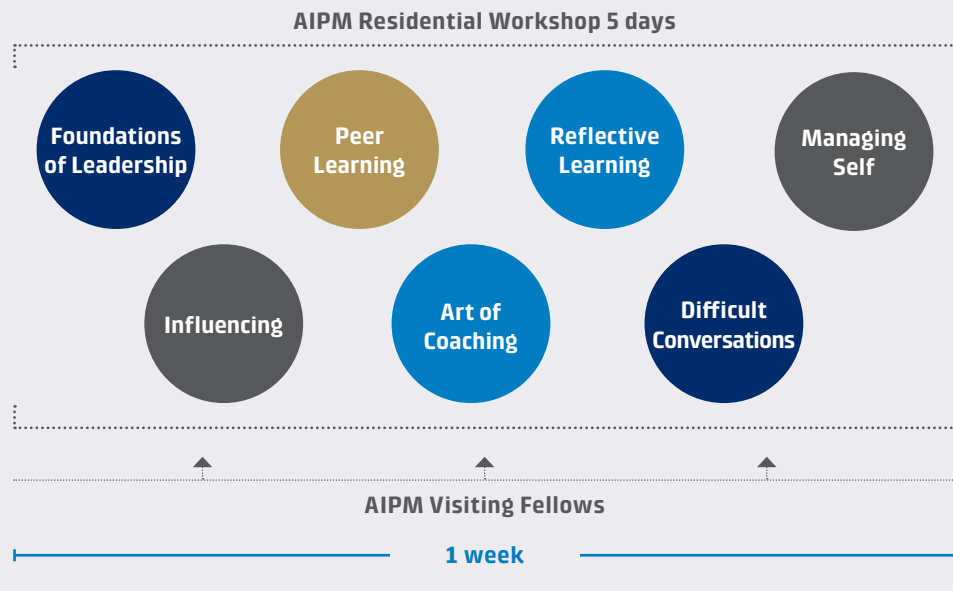 AIPM Residential Workshop 5 days
Foundations
of Leadership
Peer
Learning
Reflective
Learning
Managing
Self
Influencing
Art of
Coaching
Difficult
Conversations
AIPM Visiting Fellows
1 week